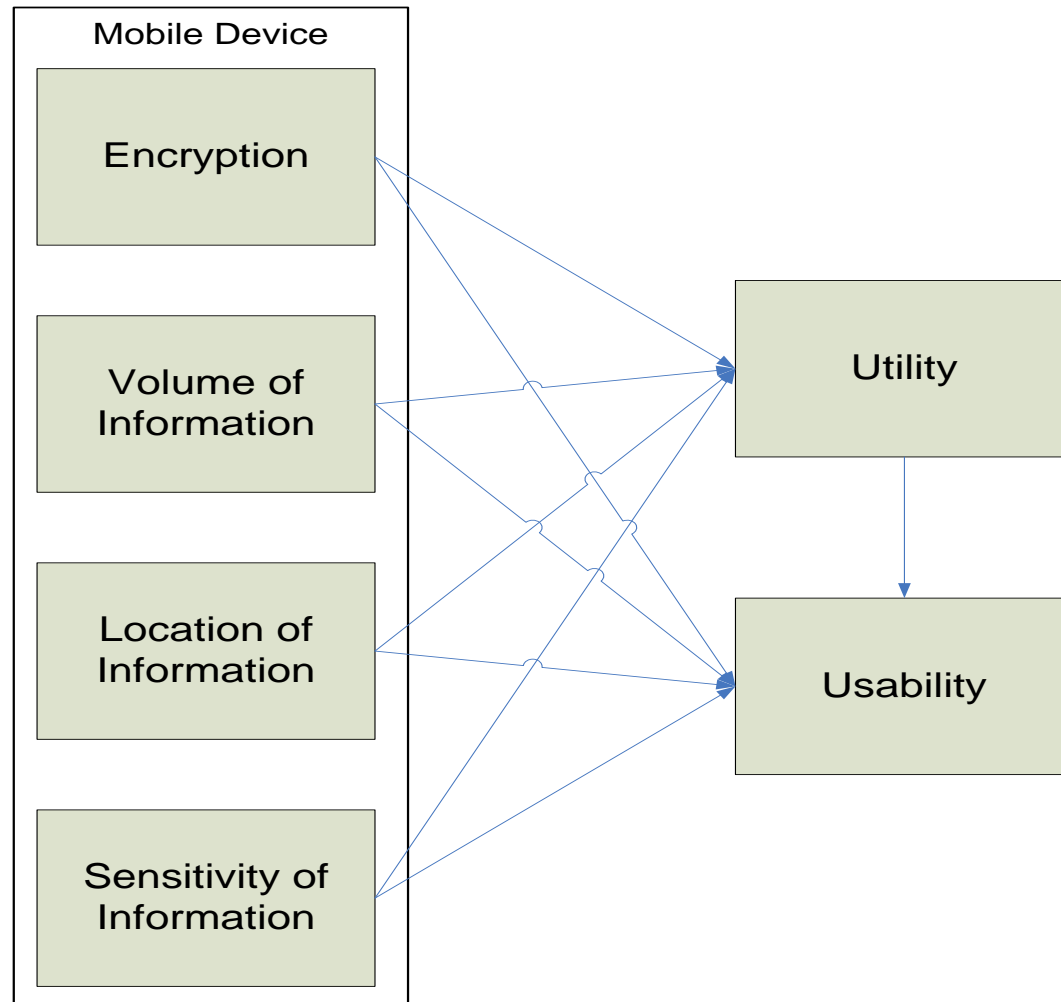 Mobile Device
Encryption
Volume of
Information
Location of
Information
Sensitivity of
Information
Utility
Usability